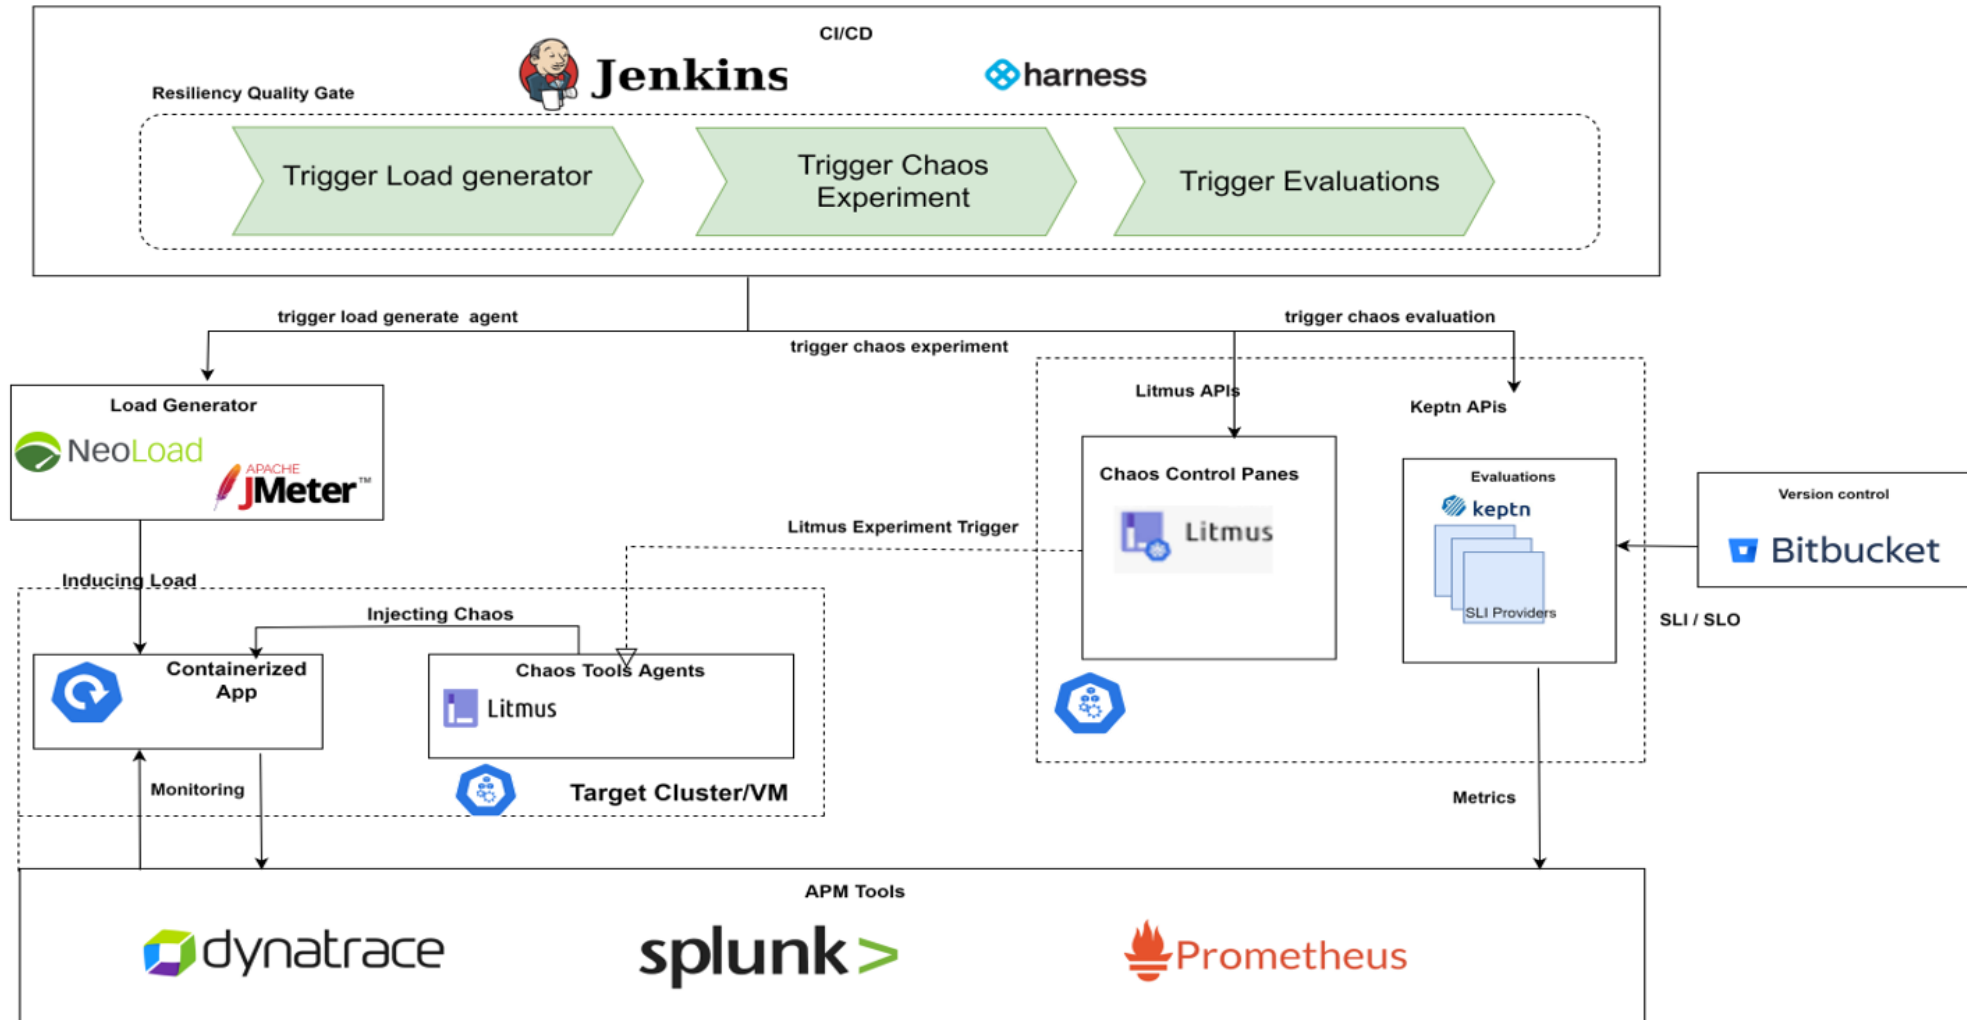 CI/CD
Jenkins
harness
Resiliency Quality Gate
Trigger Load generator
Trigger Chaos
Experiment
Trigger Evaluations
trigger load generate agent
trigger chaos experiment
trigger chaos evaluation
Load Generator
NeoLoad
APACHE
JMeter™
Litmus APIs
Keptn APis
Chaos Control Panes
Litmus
Evaluations
keptn
SLI Providers
Version control
Bitbucket
SLI / SLO
Litmus Experiment Trigger
Inducing Load
Injecting Chaos
Containerized
App
Chaos Tools Agents
Litmus
Target Cluster/VM
Monitoring
Metrics
APM Tools
dynatrace
splunk>
Prometheus